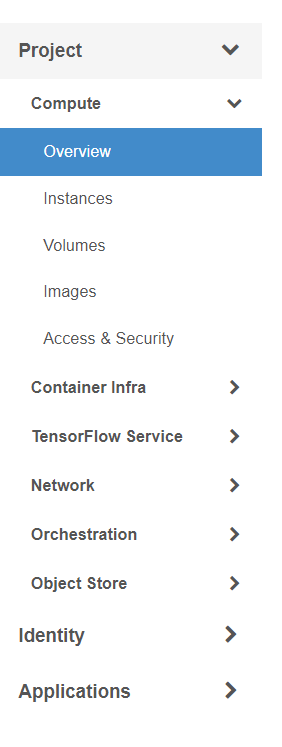 Project
Compute
Overview
Instances
Volumes
Images
Access & Security
Container Infra
TensorFlow Service
Network
Orchestration
Object Store
Identity
Applications